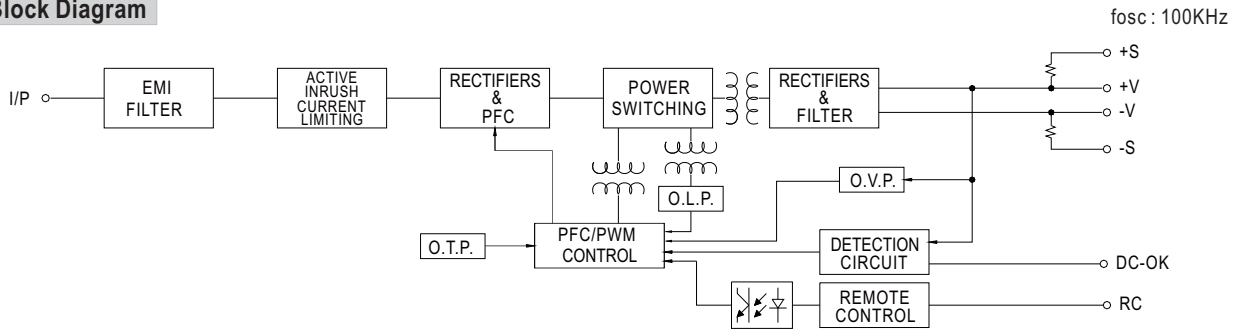 Block Diagram
fosc : 100KHz
I/P
EMI
FILTER
ACTIVE
INRUSH
CURRENT
LIMITING
RECTIFIERS
&
PFC
POWER
SWITCHING
RECTIFIERS
&
FILTER
+S
+V
-V
-S
O.L.P.
O.V.P.
O.T.P.
PFC/PWM
CONTROL
DETECTION
CIRCUIT
DC-OK
REMOTE
CONTROL
RC